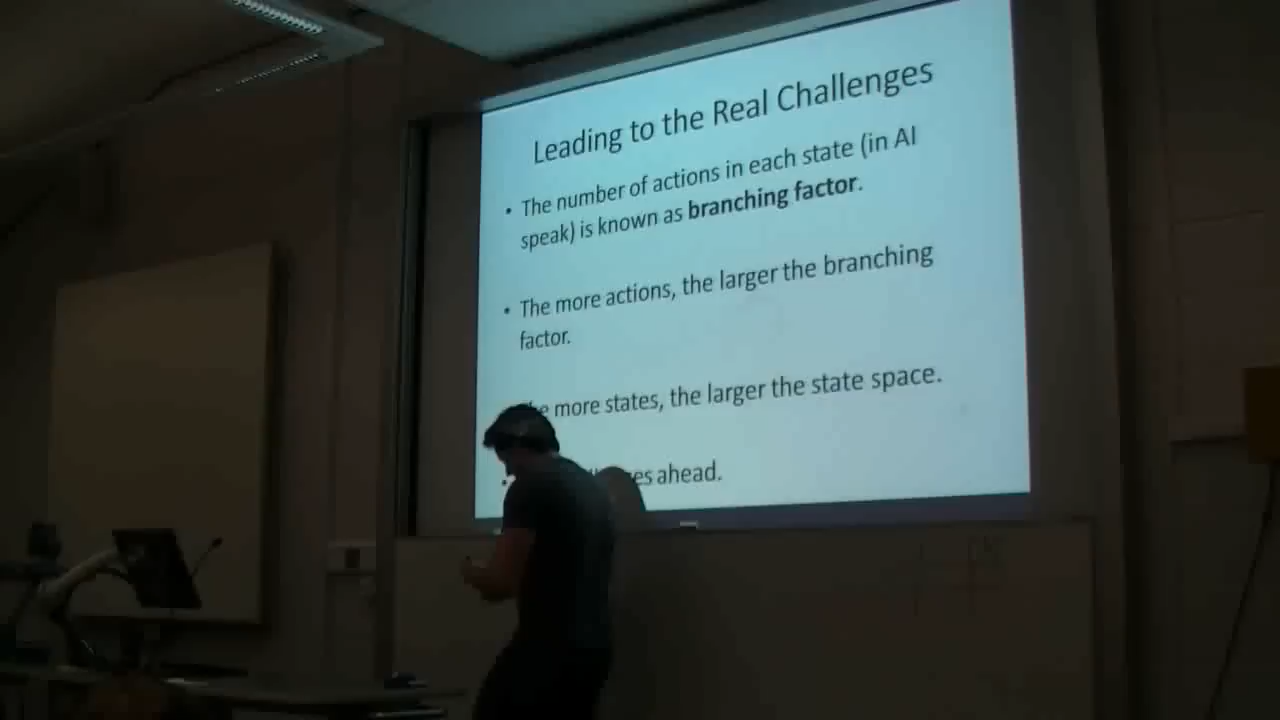 Leading to the Real Challenges
• The number of actions in each state (in AI
speak) is known as branching factor.
• The more actions, the larger the branching
factor.
more states, the larger the state space.
• ahead.